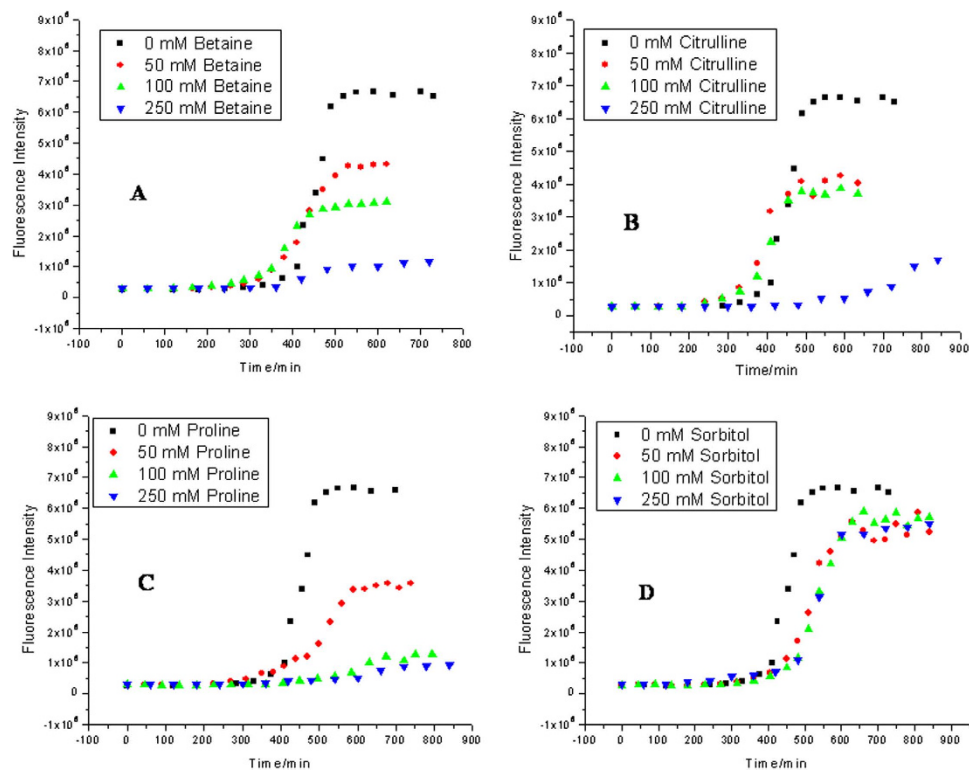 9x10⁶
8x10⁶
7x10⁶
6x10⁶
5x10⁶
4x10⁶
3x10⁶
2x10⁶
1x10⁶
0
-1x10⁶
Fluorescence Intensity
0 mM Betaine
50 mM Betaine
100 mM Betaine
250 mM Betaine
A
-100 0 100 200 300 400 500 600 700 800
Time/min
9x10⁶
8x10⁶
7x10⁶
6x10⁶
5x10⁶
4x10⁶
3x10⁶
2x10⁶
1x10⁶
0
Fluorescence Intensity
0 mM Citrulline
50 mM Citrulline
100 mM Citrulline
250 mM Citrulline
B
-100 0 100 200 300 400 500 600 700 800 900
Time/min
9x10⁶
8x10⁶
7x10⁶
6x10⁶
5x10⁶
4x10⁶
3x10⁶
2x10⁶
1x10⁶
0
-1x10⁶
Fluorescence Intensity
0 mM Proline
50 mM Proline
100 mM Proline
250 mM Proline
C
-100 0 100 200 300 400 500 600 700 800 900
Time/min
9x10⁶
8x10⁶
7x10⁶
6x10⁶
5x10⁶
4x10⁶
3x10⁶
2x10⁶
1x10⁶
0
-1x10⁶
Fluorescence Intensity
0 mM Sorbitol
50 mM Sorbitol
100 mM Sorbitol
250 mM Sorbitol
D
-100 0 100 200 300 400 500 600 700 800 900
Time/min